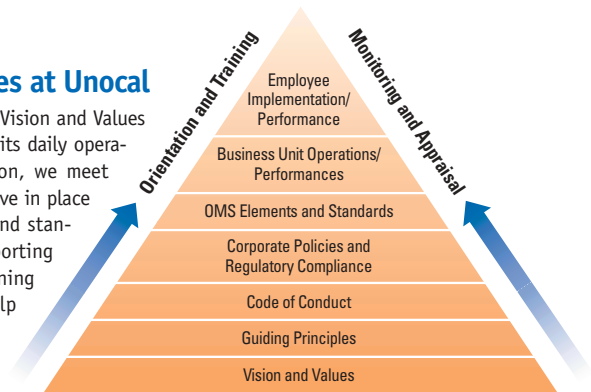 es at Unocal
Vision and Values
its daily opera-
on, we meet
ve in place
nd stan-
porting
ning
lp
Orientation and Training
Monitoring and Appraisal
Employee
Implementation/
Performance
Business Unit Operations/
Performances
OMS Elements and Standards
Corporate Policies and
Regulatory Compliance
Code of Conduct
Guiding Principles
Vision and Values